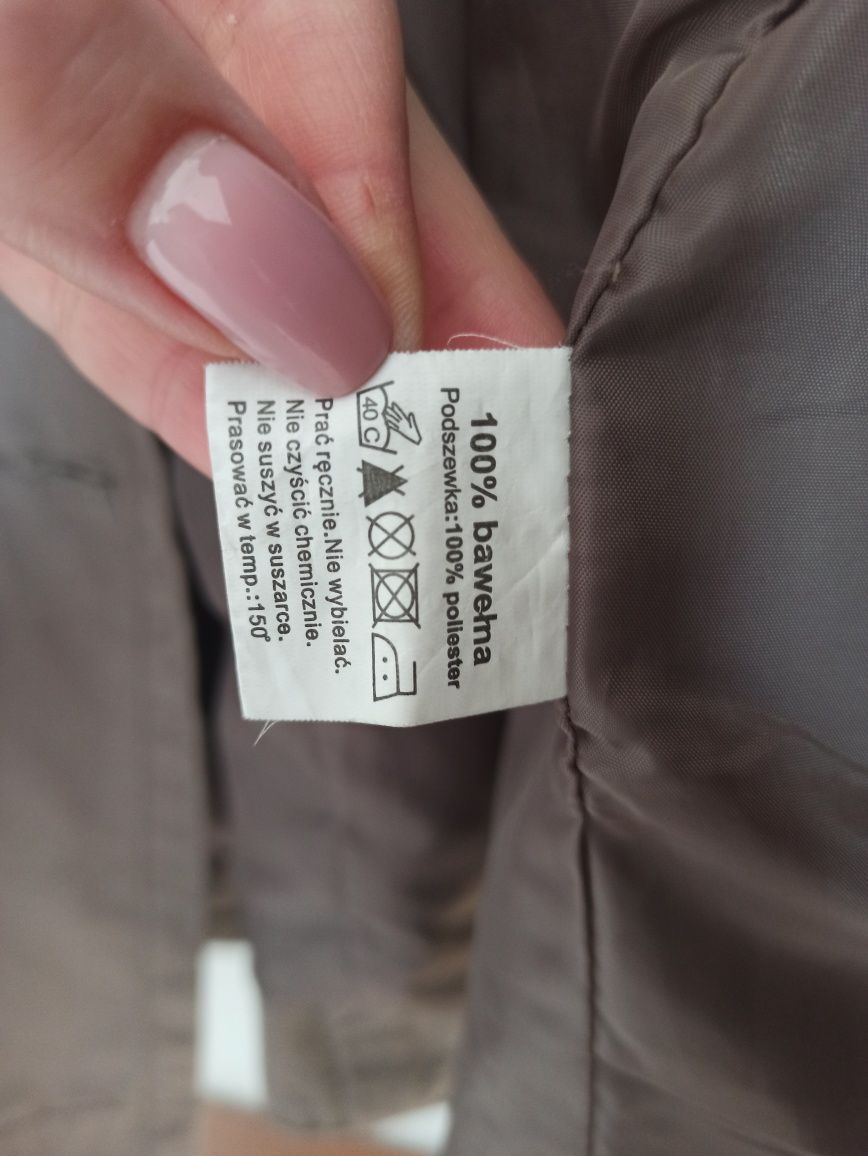 100% bawełna
Podszewka:100% poliester
40 C
Prać ręcznie.Nie wybielać.
Nie czyścić chemicznie.
Nie suszyć w suszarce.
Prasować w temp.:150°